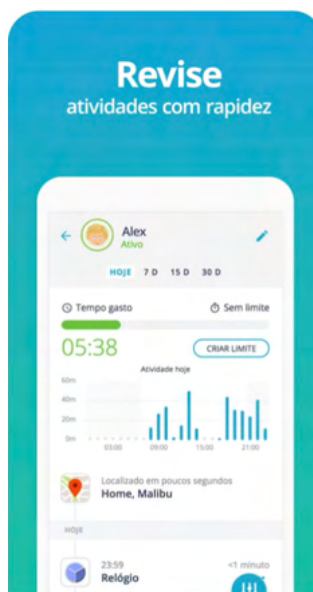 Revise
atividades com rapidez
Alex
Ativo
HOJE 7 D 15 D 30 D
Tempo gasto Sem limite
05:38 CRIAR LIMITE
Atividade hoje
60m
40m
20m
0m
03:00 09:00 15:00 21:00
Localizado em poucos segundos
Home, Malibu
HOJE
23:59 <1 minuto
Relógio